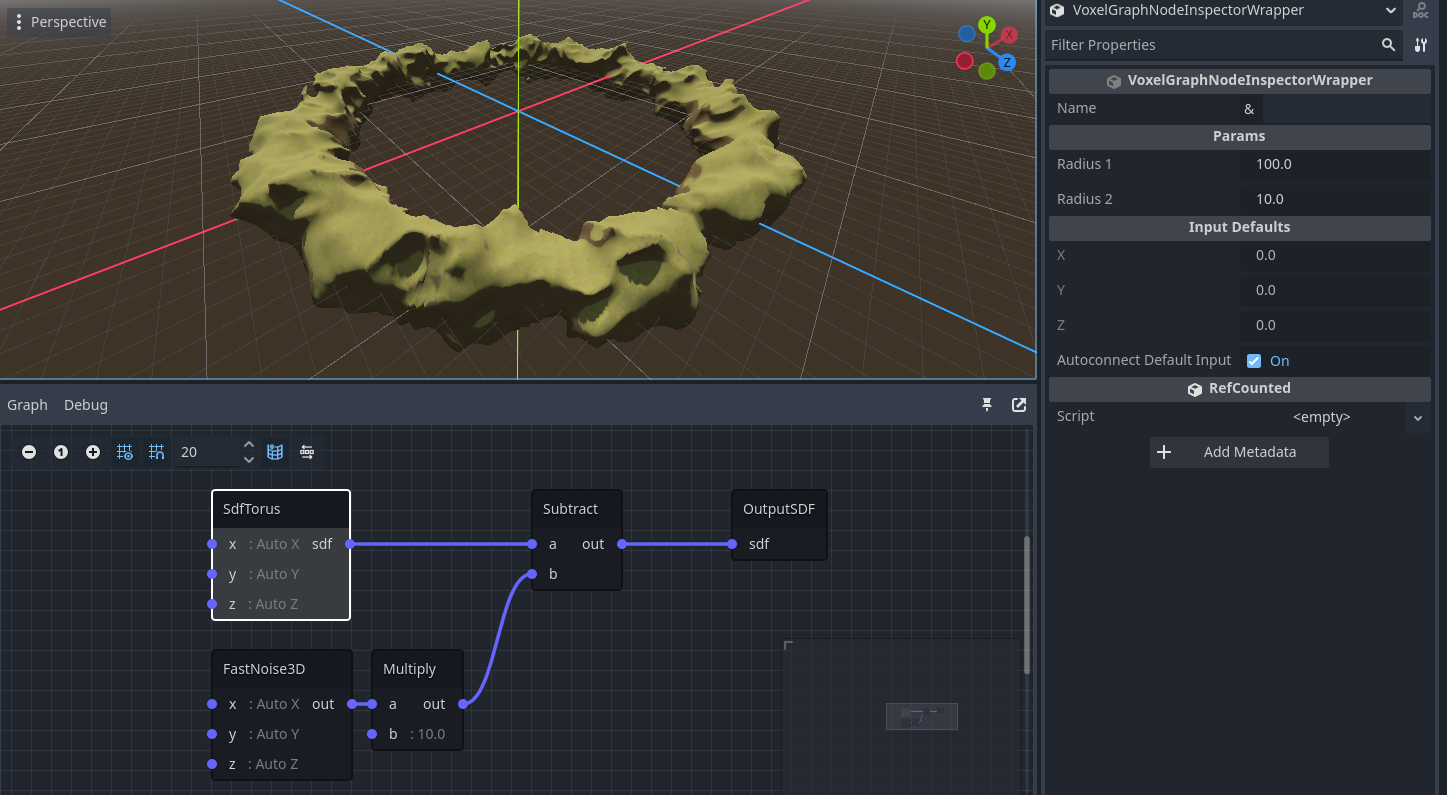 Perspective
Y
X
Z
Graph Debug
1 20
SdfTorus
x : Auto X sdf
y : Auto Y
z : Auto Z
Subtract
a out
b
OutputSDF
sdf
FastNoise3D
x : Auto X out
y : Auto Y
z : Auto Z
Multiply
a out
b : 10.0
VoxelGraphNodeInspectorWrapper
DOC
Filter Properties
VoxelGraphNodeInspectorWrapper
Name &
Params
Radius 1 100.0
Radius 2 10.0
Input Defaults
X 0.0
Y 0.0
Z 0.0
Autoconnect Default Input On
RefCounted
Script <empty>
Add Metadata